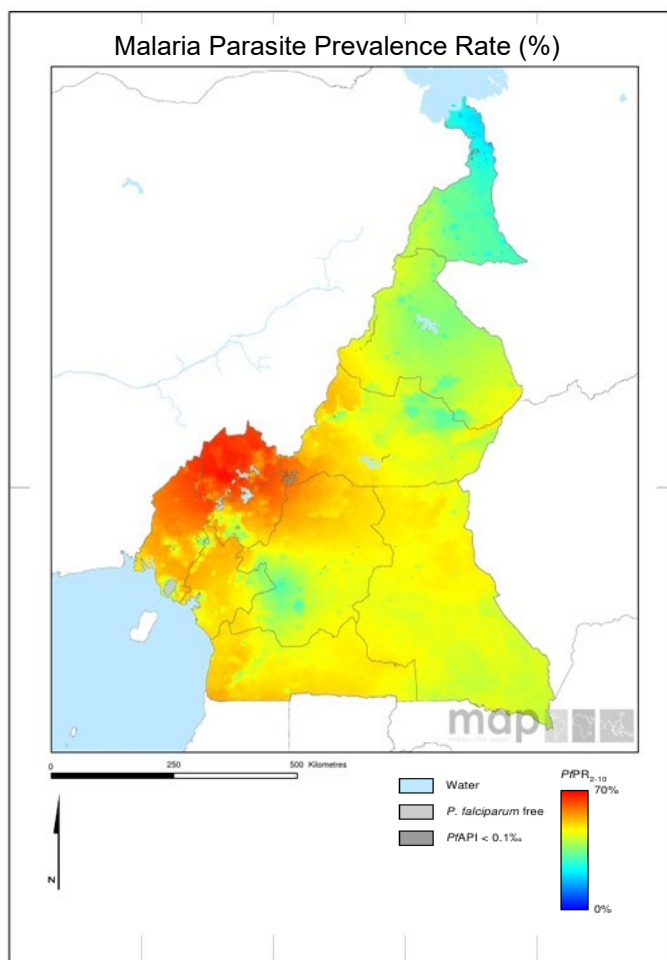 Malaria Parasite Prevalence Rate (%)
map
0
250
500 Kilometres
Water
P. falciparum free
PfAPI < 0.1‰
PfPR2-10
70%
0%
N